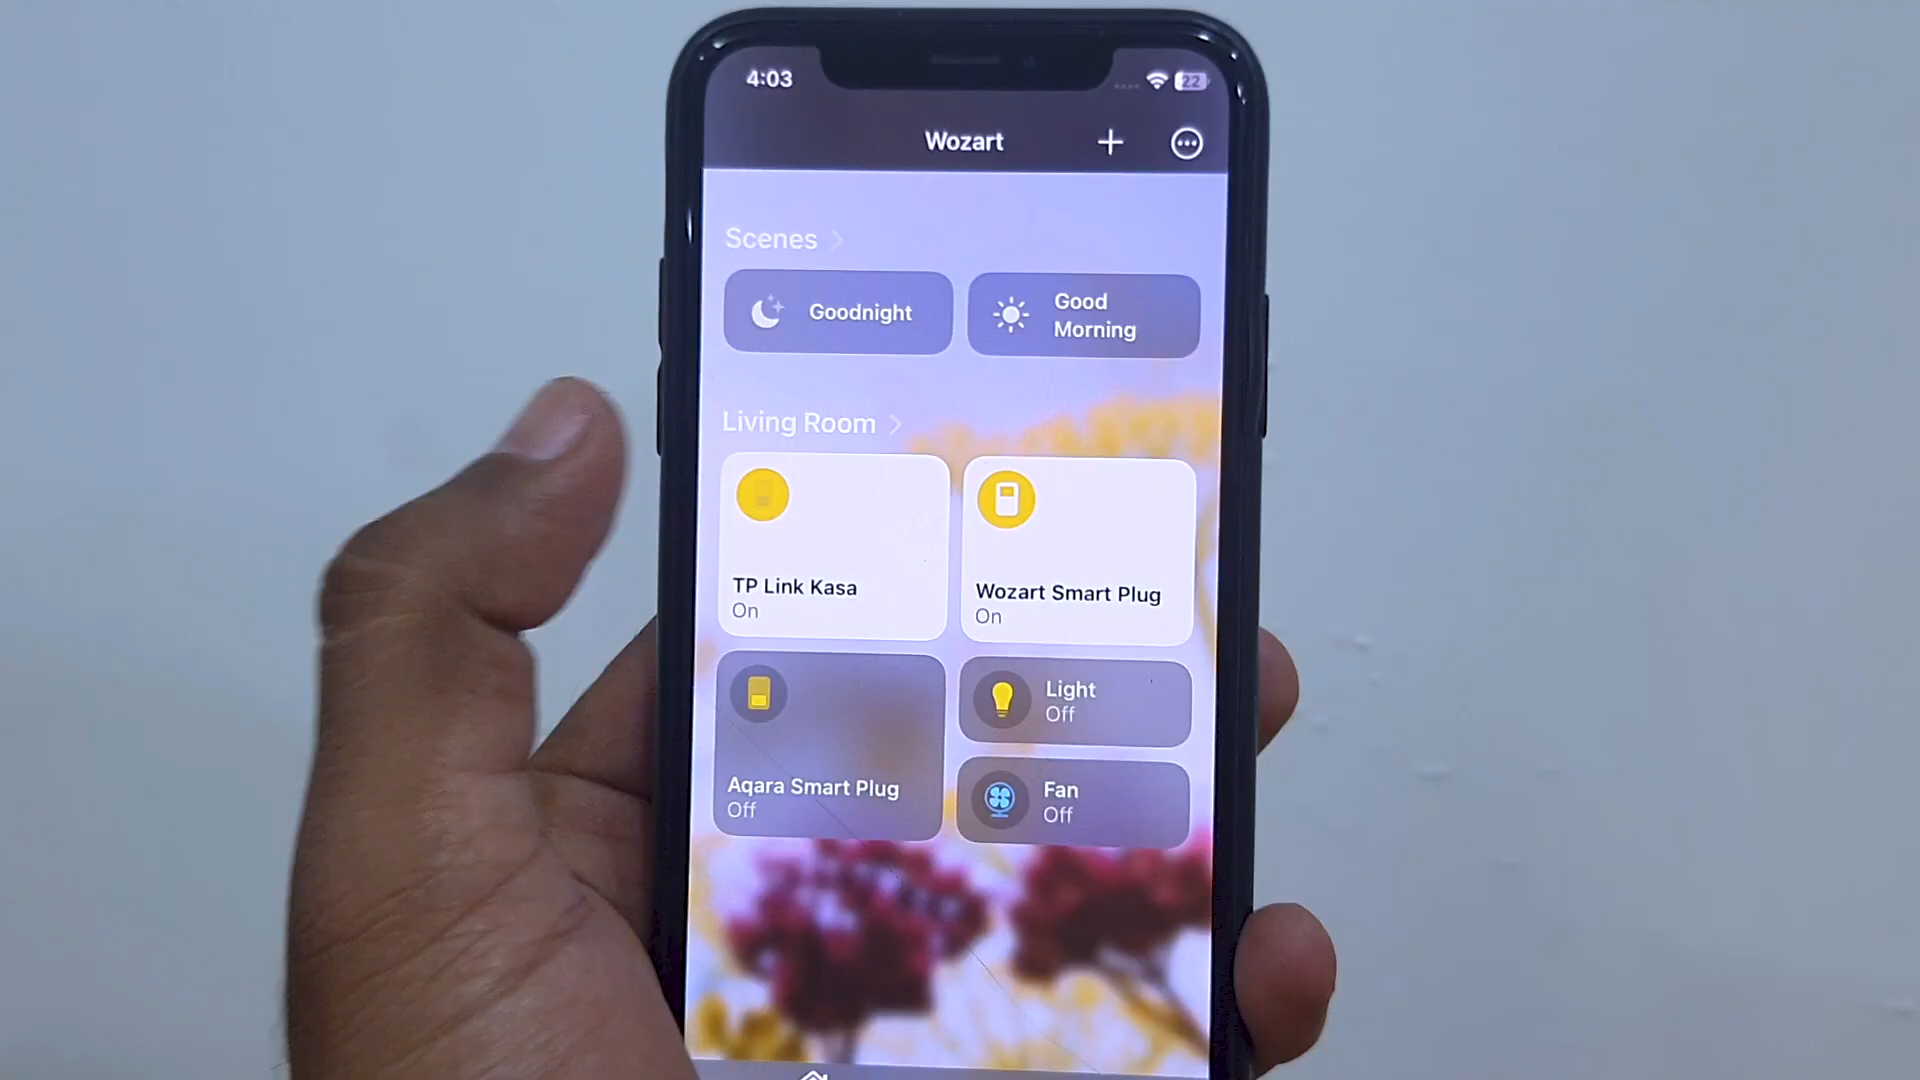 4:03
22
Wozart
Scenes
Goodnight
Good
Morning
Living Room
TP Link Kasa
On
Wozart Smart Plug
On
Aqara Smart Plug
Off
Light
Off
Fan
Off